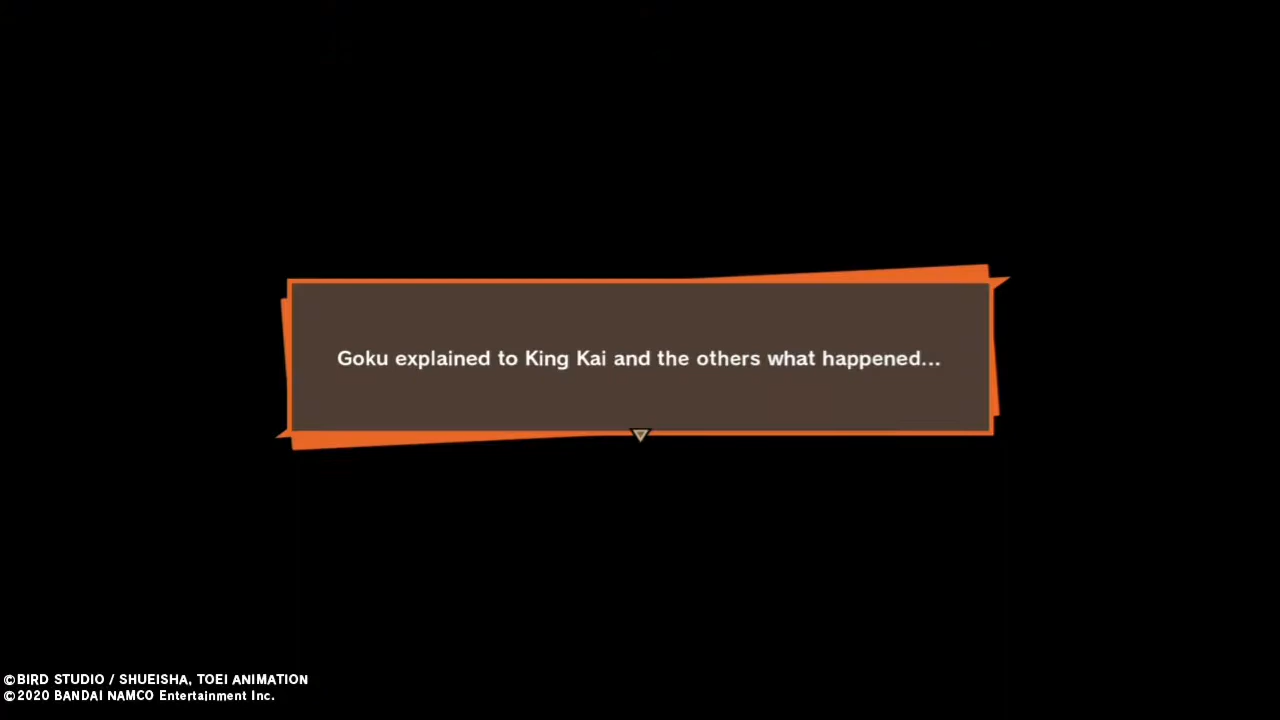 Goku explained to King Kai and the others what happened...
©BIRD STUDIO / SHUEISHA, TOEI ANIMATION
©2020 BANDAI NAMCO Entertainment Inc.